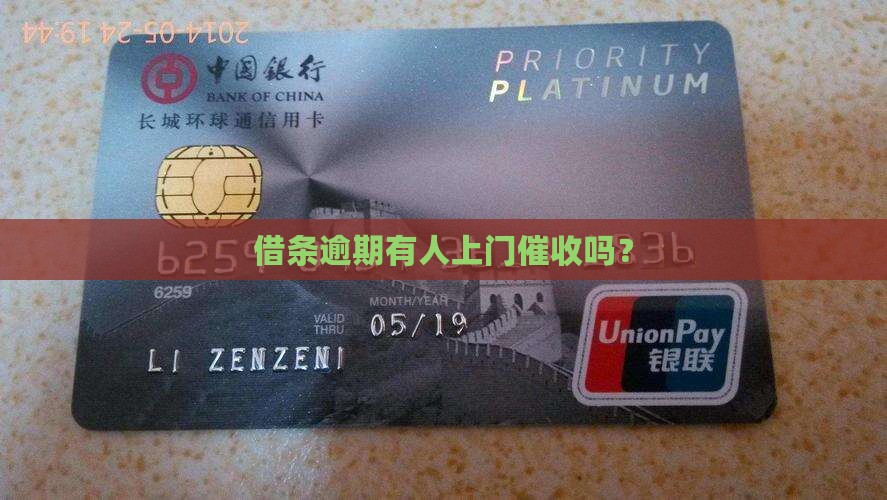 2014-05-24 19:44
中国银行
BANK OF CHINA
长城环球通信用卡
PRIORITY
PLATINUM
借条逾期有人上门催收吗?
6259
MONTH/YEAR
VALID
THRU
05/19
LI ZENZENI
UnionPay
银联